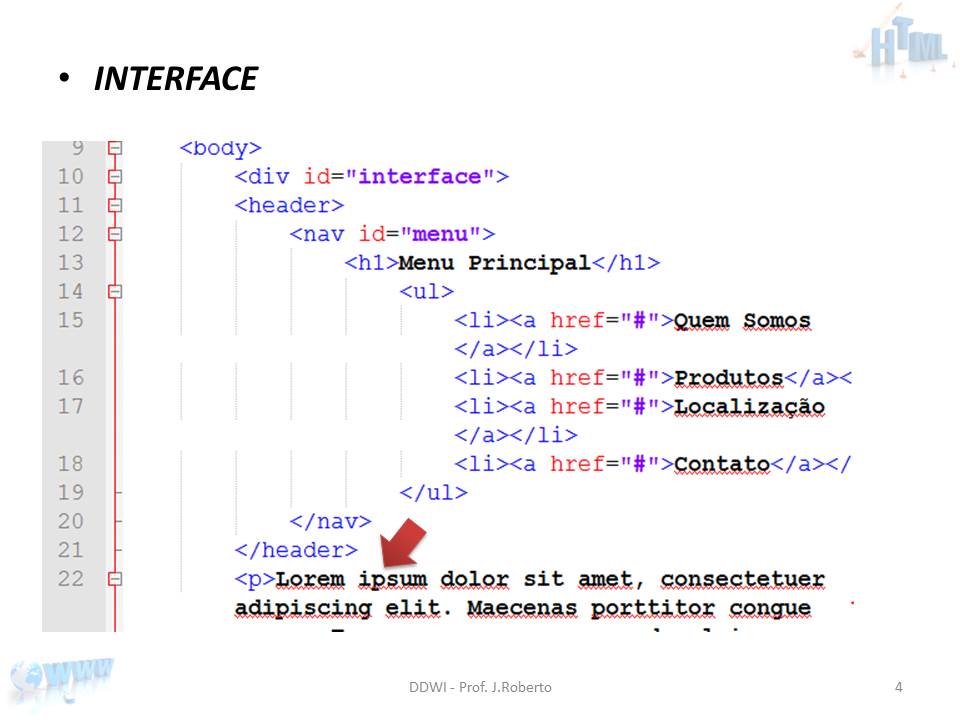 HTML
• INTERFACE
9 <body>
10 <div id="interface">
11 <header>
12 <nav id="menu">
13 <h1>Menu Principal</h1>
14 <ul>
15 <li><a href="#">Quem Somos
</a></li>
16 <li><a href="#">Produtos</a><
17 <li><a href="#">Localização
</a></li>
18 <li><a href="#">Contato</a></
19 </ul>
20 </nav>
21 </header>
22 <p>Lorem ipsum dolor sit amet, consectetuer
adipiscing elit. Maecenas porttitor congue
WWW
DDWI - Prof. J.Roberto
4